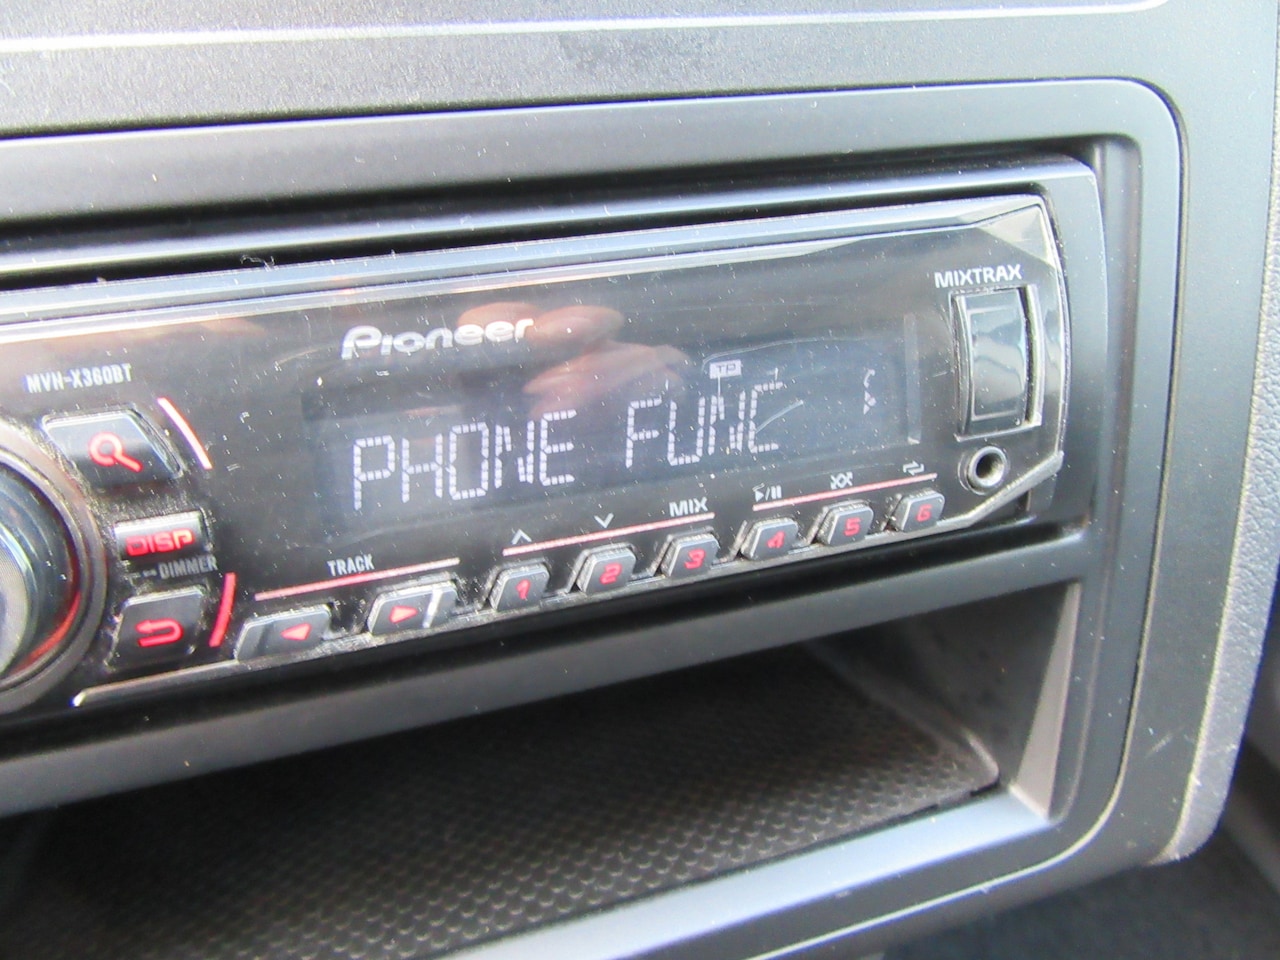 MIXTRAX
Pioneer
MVH-X360BT
TP
PHONE FUNC
DISP
DIMMER
TRACK
MIX
1 2 3 4 5 6